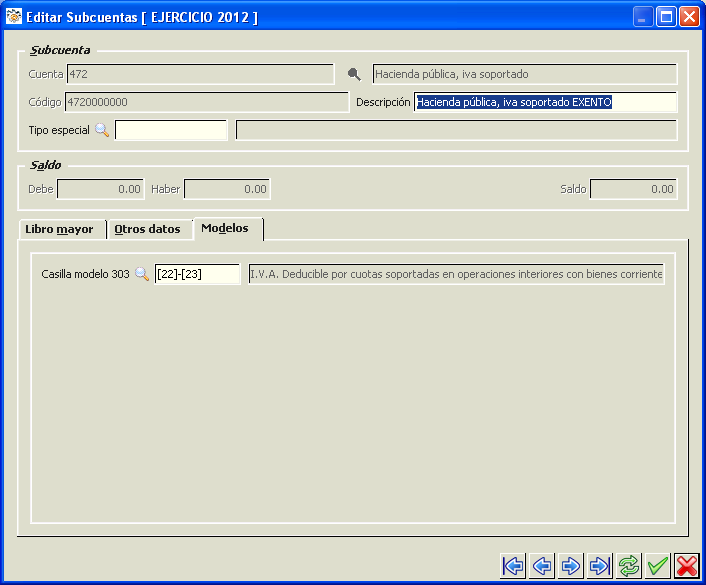 Editar Subcuentas [ EJERCICIO 2012 ]
Subcuenta
Cuenta 472 Hacienda pública, iva soportado
Código 4720000000 Descripción Hacienda pública, iva soportado EXENTO
Tipo especial
Saldo
Debe 0.00 Haber 0.00 Saldo 0.00
Libro mayor Otros datos Modelos
Casilla modelo 303 [22]-[23] I.V.A. Deducible por cuotas soportadas en operaciones interiores con bienes corriente